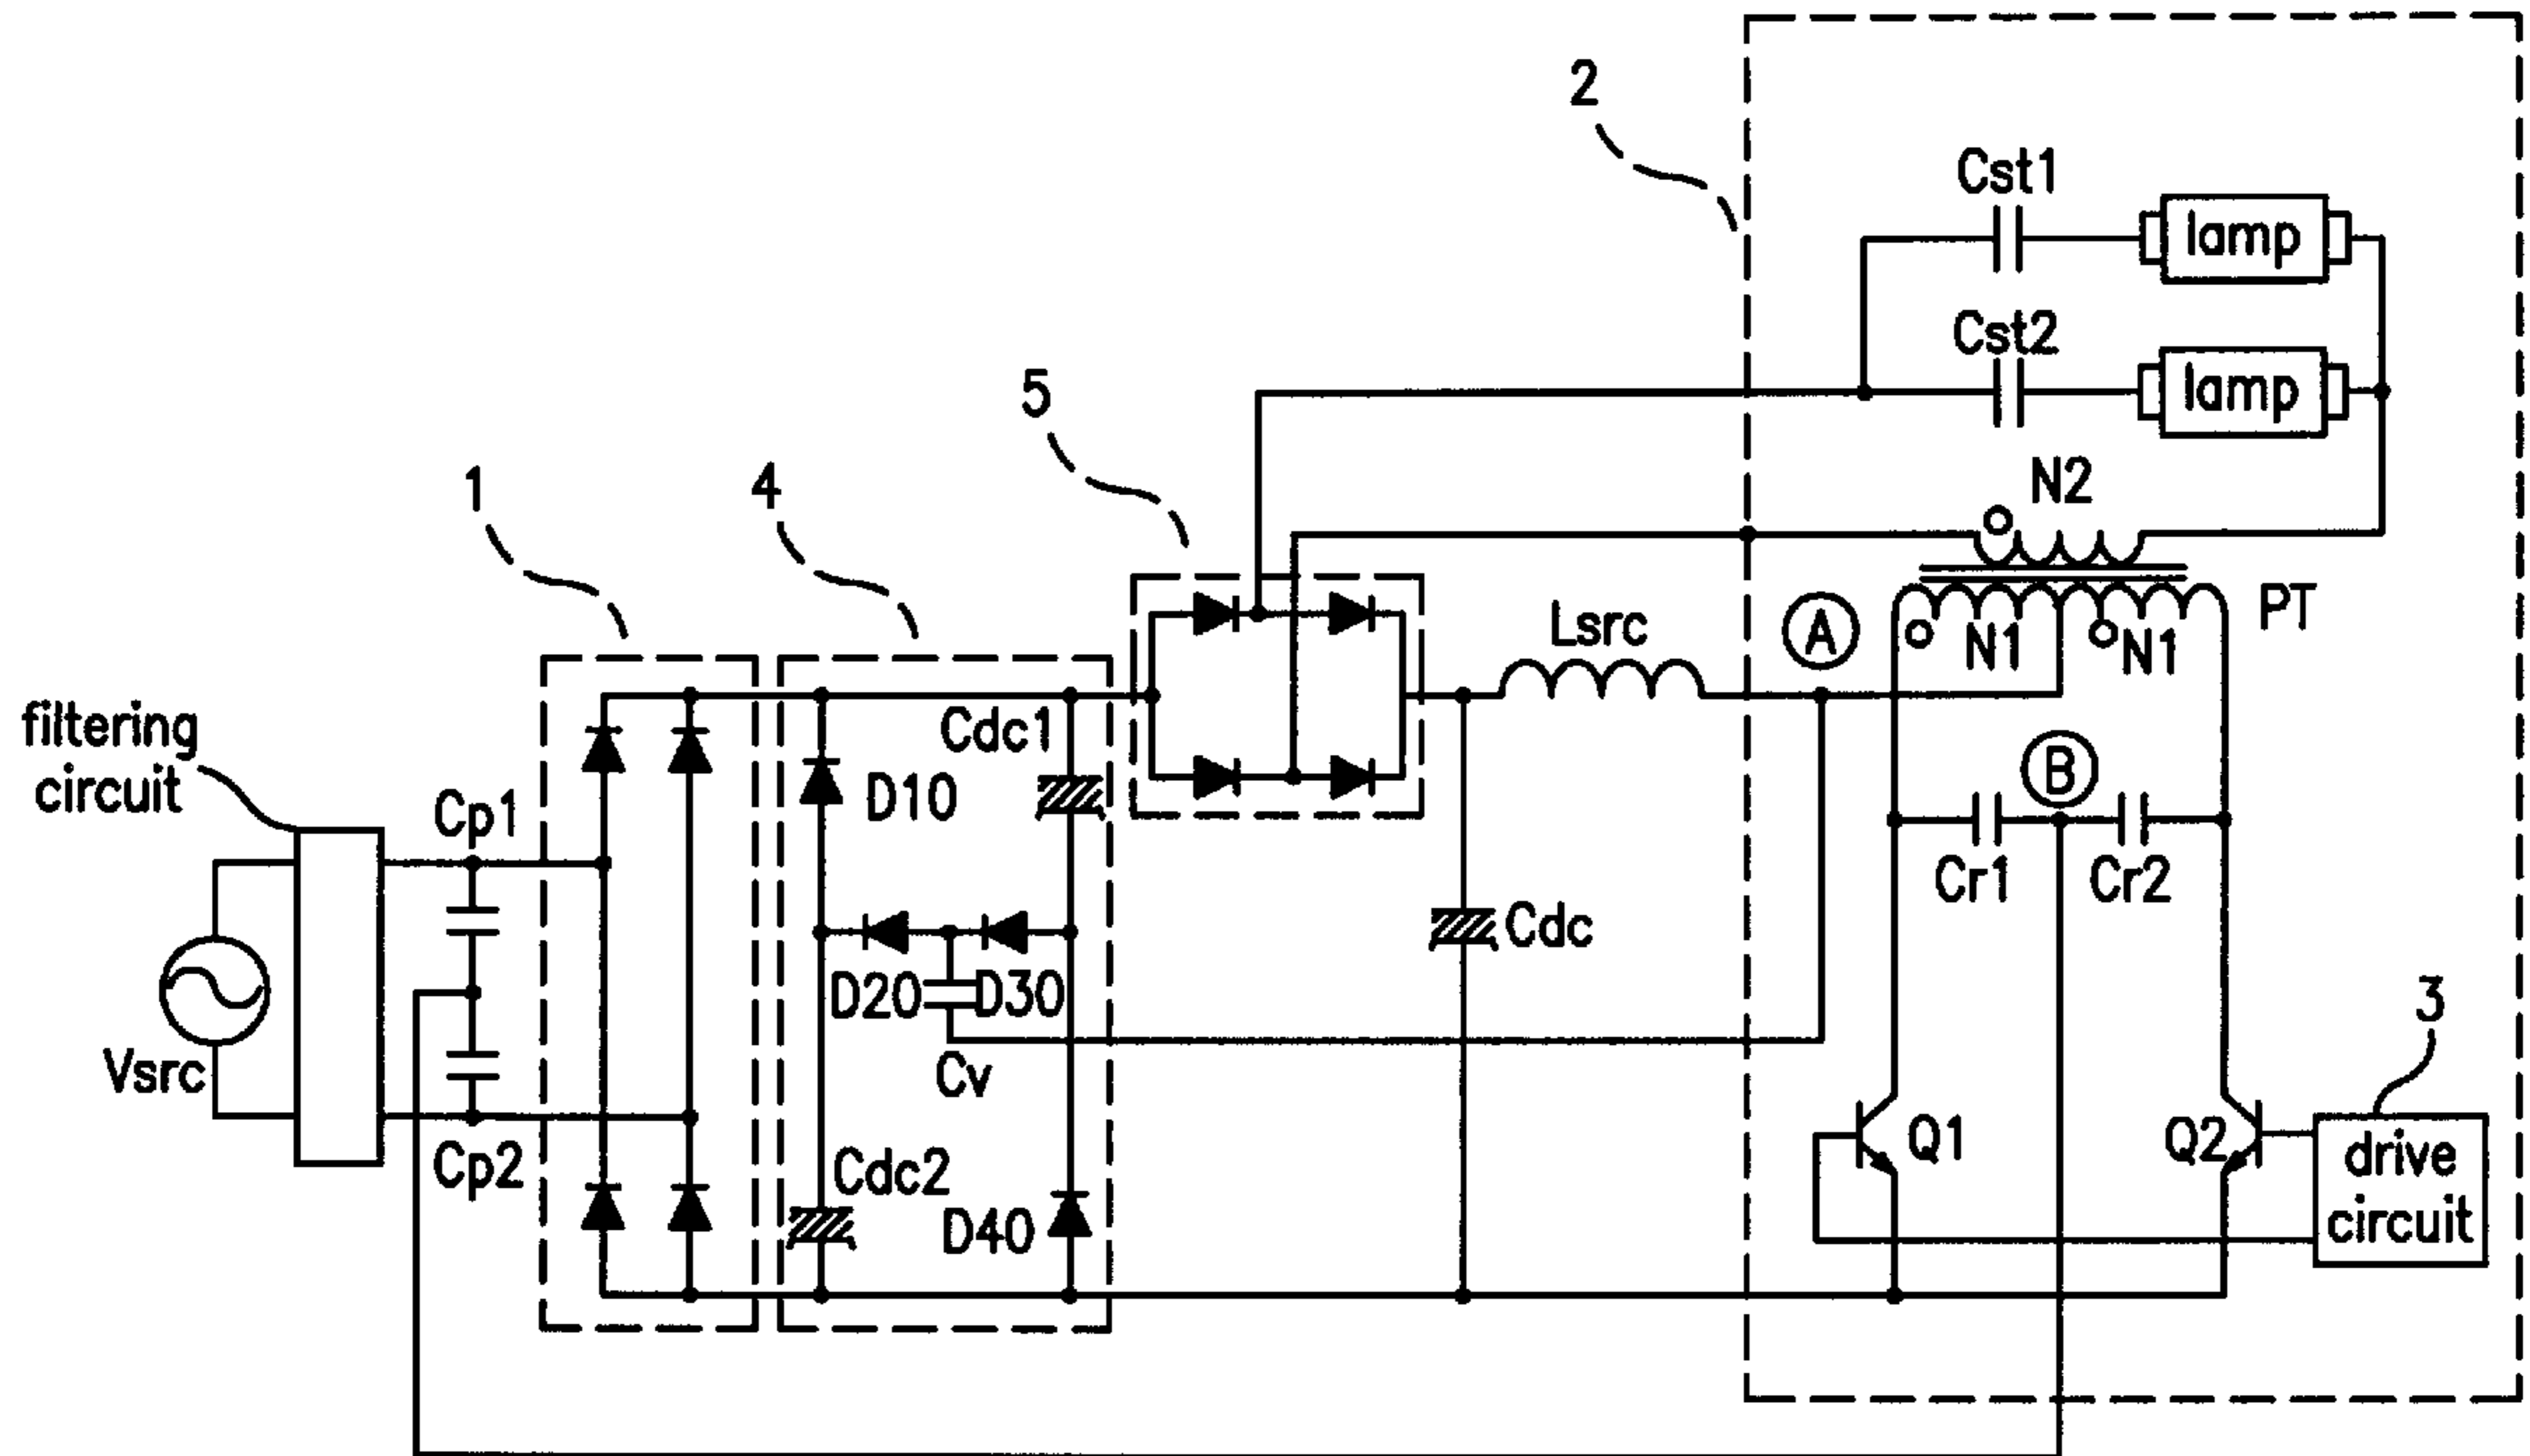 2
Cst1
lamp
Cst2
lamp
5
N2
1
4
PT
Lsrc
A
N1
N1
filtering
circuit
Cdc1
D10
B
Cp1
Cr1
Cr2
Cdc
D20
D30
3
Vsrc
Cv
Q1
Q2
drive
circuit
Cp2
Cdc2
D40